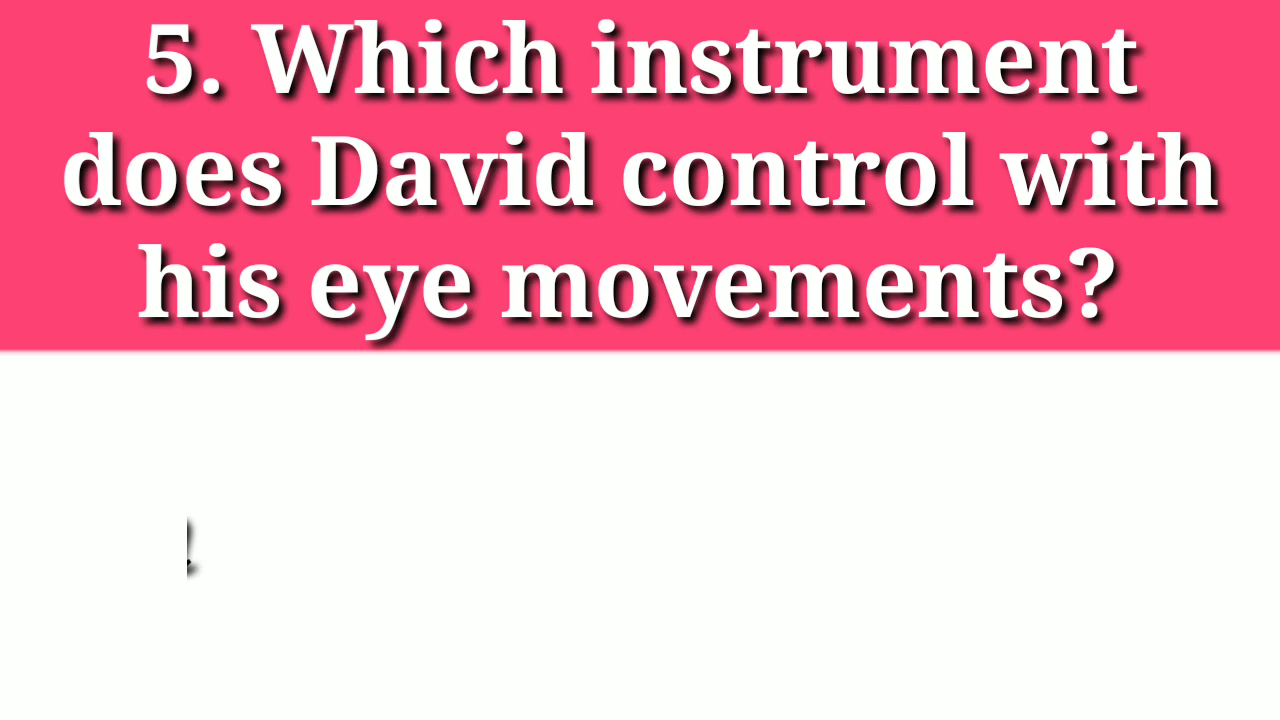 5. Which instrument
does David control with
his eye movements?